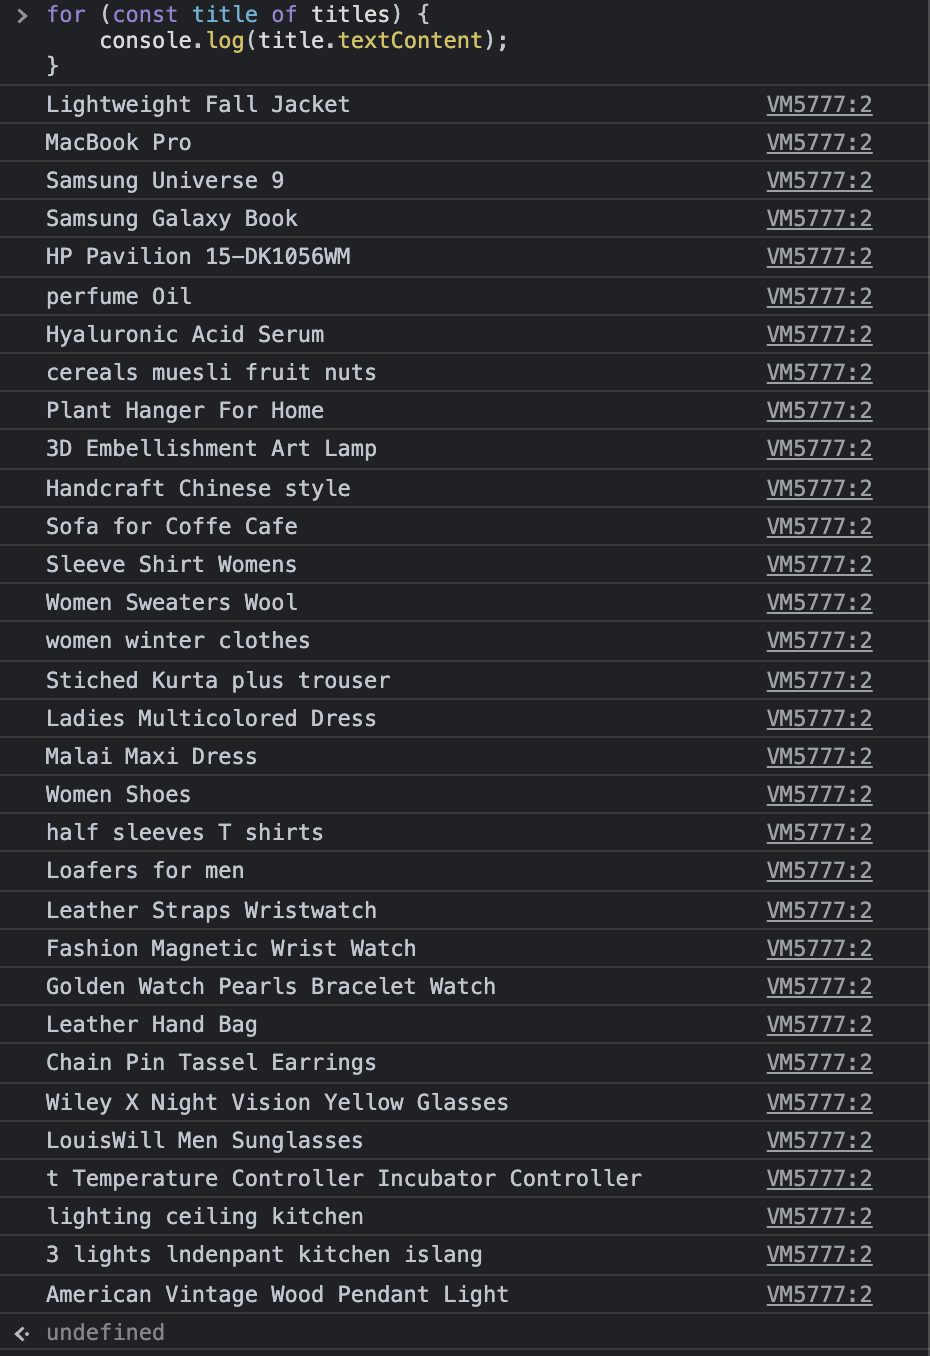 > for (const title of titles) {
console.log(title.textContent);
}
Lightweight Fall Jacket VM5777:2
MacBook Pro VM5777:2
Samsung Universe 9 VM5777:2
Samsung Galaxy Book VM5777:2
HP Pavilion 15-DK1056WM VM5777:2
perfume Oil VM5777:2
Hyaluronic Acid Serum VM5777:2
cereals muesli fruit nuts VM5777:2
Plant Hanger For Home VM5777:2
3D Embellishment Art Lamp VM5777:2
Handcraft Chinese style VM5777:2
Sofa for Coffe Cafe VM5777:2
Sleeve Shirt Womens VM5777:2
Women Sweaters Wool VM5777:2
women winter clothes VM5777:2
Stiched Kurta plus trouser VM5777:2
Ladies Multicolored Dress VM5777:2
Malai Maxi Dress VM5777:2
Women Shoes VM5777:2
half sleeves T shirts VM5777:2
Loafers for men VM5777:2
Leather Straps Wristwatch VM5777:2
Fashion Magnetic Wrist Watch VM5777:2
Golden Watch Pearls Bracelet Watch VM5777:2
Leather Hand Bag VM5777:2
Chain Pin Tassel Earrings VM5777:2
Wiley X Night Vision Yellow Glasses VM5777:2
LouisWill Men Sunglasses VM5777:2
t Temperature Controller Incubator Controller VM5777:2
lighting ceiling kitchen VM5777:2
3 lights lndenpant kitchen islang VM5777:2
American Vintage Wood Pendant Light VM5777:2
undefined